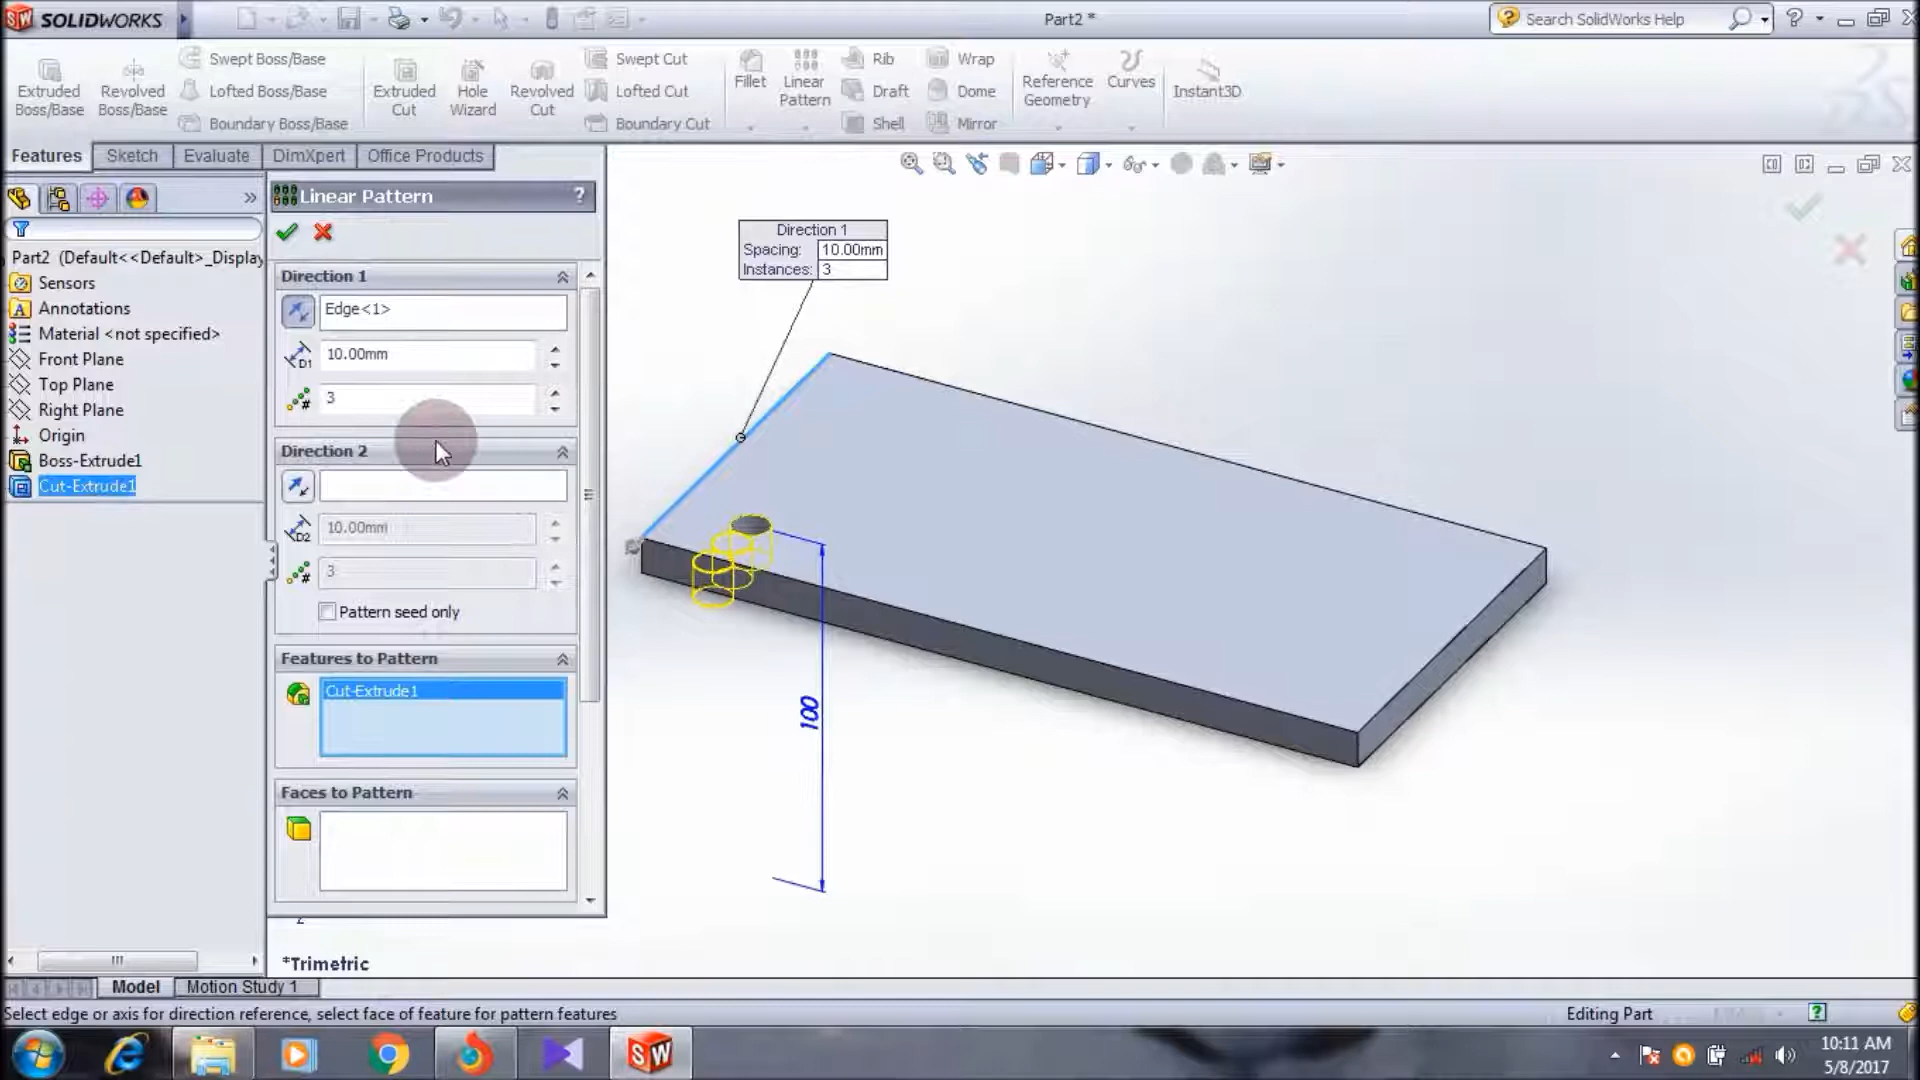 SOLIDWORKS
Part2 *
Search SolidWorks Help
Extruded Boss/Base
Revolved Boss/Base
Swept Boss/Base
Lofted Boss/Base
Boundary Boss/Base
Extruded Cut
Hole Wizard
Revolved Cut
Swept Cut
Lofted Cut
Boundary Cut
Fillet
Linear Pattern
Rib
Draft
Shell
Wrap
Dome
Mirror
Reference Geometry
Curves
Instant3D
Features
Sketch
Evaluate
DimXpert
Office Products
Part2 (Default<<Default>_Display
Sensors
Annotations
Material <not specified>
Front Plane
Top Plane
Right Plane
Origin
Boss-Extrude1
Cut-Extrude1
Linear Pattern
?
Direction 1
Edge<1>
D1
10.00mm
3
Direction 2
D2
10.00mm
3
Pattern seed only
Features to Pattern
Cut-Extrude1
Faces to Pattern
Direction 1
Spacing: 10.00mm
Instances: 3
100
*Trimetric
Model
Motion Study 1
Select edge or axis for direction reference, select face of feature for pattern features
Editing Part
10:11 AM
5/8/2017